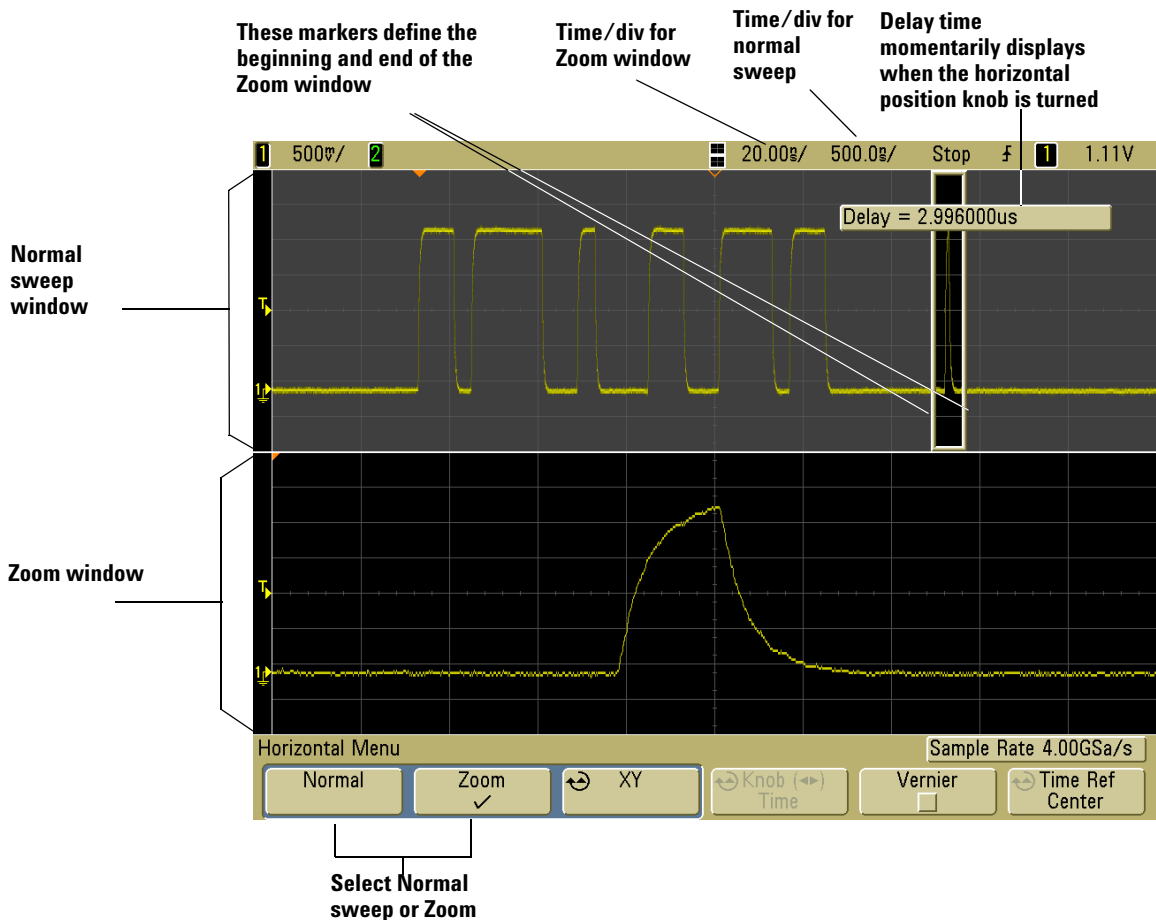 These markers define the
beginning and end of the
Zoom window
Time/div for
Zoom window
Time/div for
normal
sweep
Delay time
momentarily displays
when the horizontal
position knob is turned
1 500mV/ 2 20.00ns/ 500.0ns/ Stop 1 1.11V
Delay = 2.996000us
Normal
sweep
window
T
1
Zoom window
T
1
Horizontal Menu
Sample Rate 4.00GSa/s
Normal
Zoom
XY
Knob (◄►)
Time
Vernier
Time Ref
Center
Select Normal
sweep or Zoom